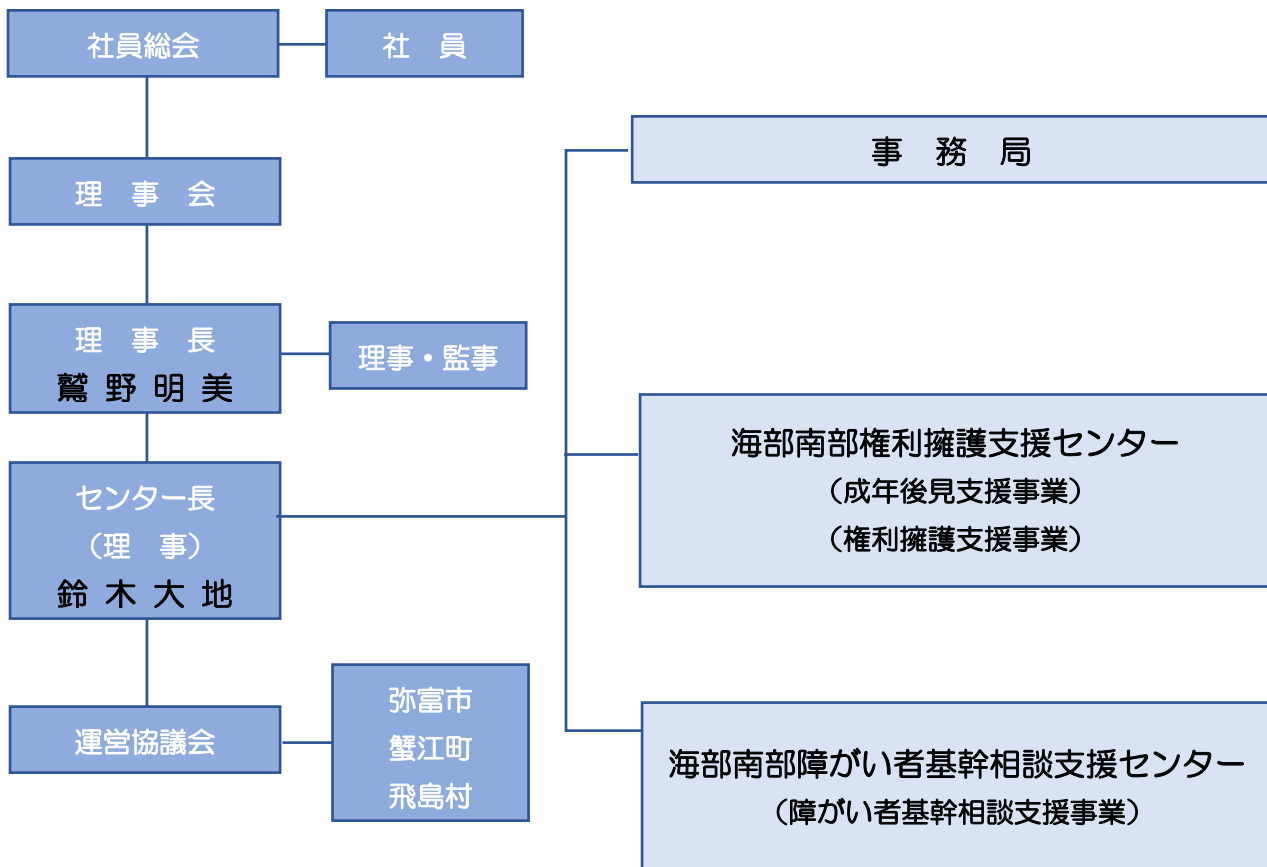 社員総会
社　員
理　事　会
理　事　長
鷲 野 明 美
理事・監事
センター長
（理　事）
鈴 木 大 地
運営協議会
弥富市
蟹江町
飛島村
事　務　局
海部南部権利擁護支援センター
（成年後見支援事業）
（権利擁護支援事業）
海部南部障がい者基幹相談支援センター
（障がい者基幹相談支援事業）